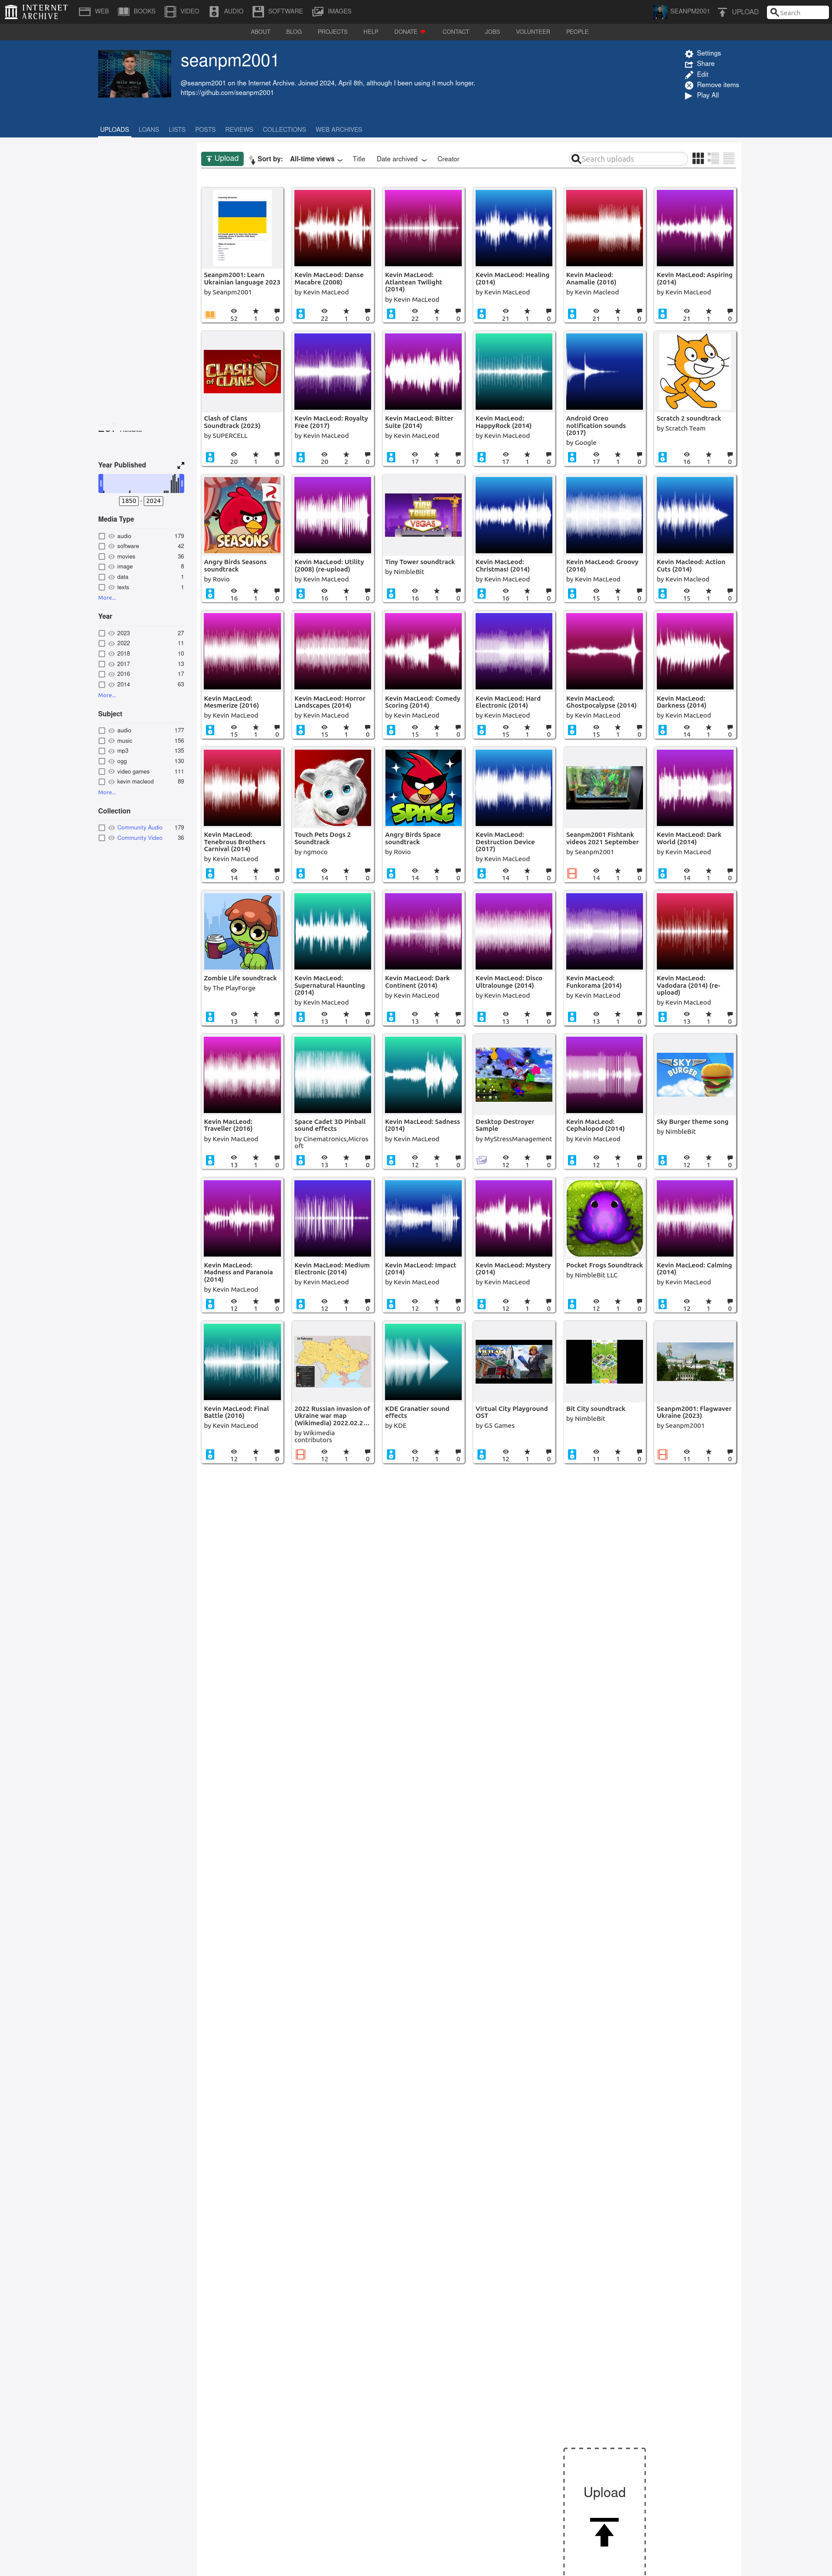 INTERNET ARCHIVE
WEB BOOKS VIDEO AUDIO SOFTWARE IMAGES SEANPM2001 UPLOAD Search
ABOUT BLOG PROJECTS HELP DONATE CONTACT JOBS VOLUNTEER PEOPLE
seanpm2001
@seanpm2001 on the Internet Archive. Joined 2024, April 8th, although I been using it much longer.
https://github.com/seanpm2001
Settings
Share
Edit
Remove items
Play All
UPLOADS LOANS LISTS POSTS REVIEWS COLLECTIONS WEB ARCHIVES
Upload Sort by: All-time views Title Date archived Creator Search uploads
Results
Year Published
1850 - 2024
Media Type
audio 179
software 42
movies 36
image 8
data 1
texts 1
More...
Year
2023 27
2022 11
2018 10
2017 13
2016 17
2014 63
More...
Subject
audio 177
music 156
mp3 135
ogg 130
video games 111
kevin macleod 89
More...
Collection
Community Audio 179
Community Video 36
Seanpm2001: Learn
Ukrainian language 2023
by Seanpm2001
52 1 0
Kevin MacLeod: Danse
Macabre (2008)
by Kevin MacLeod
22 1 0
Kevin MacLeod:
Atlantean Twilight
(2014)
by Kevin MacLeod
22 1 0
Kevin MacLeod: Healing
(2014)
by Kevin MacLeod
21 1 0
Kevin Macleod:
Anamalie (2016)
by Kevin Macleod
21 1 0
Kevin MacLeod: Aspiring
(2014)
by Kevin MacLeod
21 1 0
CLASH OF CLANS
Clash of Clans
Soundtrack (2023)
by SUPERCELL
20 1 0
Kevin MacLeod: Royalty
Free (2017)
by Kevin MacLeod
20 2 0
Kevin MacLeod: Bitter
Suite (2014)
by Kevin MacLeod
17 1 0
Kevin MacLeod:
HappyRock (2014)
by Kevin MacLeod
17 1 0
Android Oreo
notification sounds
(2017)
by Google
17 1 0
Scratch 2 soundtrack
by Scratch Team
16 1 0
SEASONS
Angry Birds Seasons
soundtrack
by Rovio
16 1 0
Kevin MacLeod: Utility
(2008) (re-upload)
by Kevin MacLeod
16 1 0
TINY TOWER VEGAS
Tiny Tower soundtrack
by NimbleBit
16 1 0
Kevin MacLeod:
Christmas! (2014)
by Kevin MacLeod
16 1 0
Kevin MacLeod: Groovy
(2016)
by Kevin MacLeod
15 1 0
Kevin Macleod: Action
Cuts (2014)
by Kevin Macleod
15 1 0
Kevin MacLeod:
Mesmerize (2016)
by Kevin MacLeod
15 1 0
Kevin MacLeod: Horror
Landscapes (2014)
by Kevin MacLeod
15 1 0
Kevin MacLeod: Comedy
Scoring (2014)
by Kevin MacLeod
15 1 0
Kevin MacLeod: Hard
Electronic (2014)
by Kevin MacLeod
15 1 0
Kevin MacLeod:
Ghostpocalypse (2014)
by Kevin MacLeod
15 1 0
Kevin MacLeod:
Darkness (2014)
by Kevin MacLeod
14 1 0
Kevin MacLeod:
Tenebrous Brothers
Carnival (2014)
by Kevin MacLeod
14 1 0
Touch Pets Dogs 2
Soundtrack
by ngmoco
14 1 0
SPACE
Angry Birds Space
soundtrack
by Rovio
14 1 0
Kevin MacLeod:
Destruction Device
(2017)
by Kevin MacLeod
14 1 0
Seanpm2001 Fishtank
videos 2021 September
by Seanpm2001
14 1 0
Kevin MacLeod: Dark
World (2014)
by Kevin MacLeod
14 1 0
Zombie Life soundtrack
by The PlayForge
13 1 0
Kevin MacLeod:
Supernatural Haunting
(2014)
by Kevin MacLeod
13 1 0
Kevin MacLeod: Dark
Continent (2014)
by Kevin MacLeod
13 1 0
Kevin MacLeod: Disco
Ultralounge (2014)
by Kevin MacLeod
13 1 0
Kevin MacLeod:
Funkorama (2014)
by Kevin MacLeod
13 1 0
Kevin MacLeod:
Vadodara (2014) (re-
upload)
by Kevin MacLeod
13 1 0
Kevin MacLeod:
Traveller (2016)
by Kevin MacLeod
13 1 0
Space Cadet 3D Pinball
sound effects
by Cinematronics,Micros
oft
13 1 0
Kevin MacLeod: Sadness
(2014)
by Kevin MacLeod
12 1 0
Desktop Destroyer
Sample
by MyStressManagement
12 1 0
Kevin MacLeod:
Cephalopod (2014)
by Kevin MacLeod
12 1 0
SKY BURGER
Sky Burger theme song
by NimbleBit
12 1 0
Kevin MacLeod:
Madness and Paranoia
(2014)
by Kevin MacLeod
12 1 0
Kevin MacLeod: Medium
Electronic (2014)
by Kevin MacLeod
12 1 0
Kevin MacLeod: Impact
(2014)
by Kevin MacLeod
12 1 0
Kevin MacLeod: Mystery
(2014)
by Kevin MacLeod
12 1 0
Pocket Frogs Soundtrack
by NimbleBit LLC
12 1 0
Kevin MacLeod: Calming
(2014)
by Kevin MacLeod
12 1 0
Kevin MacLeod: Final
Battle (2016)
by Kevin MacLeod
12 1 0
2022 Russian invasion of
Ukraine war map
(Wikimedia) 2022.02.2...
by Wikimedia
contributors
12 1 0
KDE Granatier sound
effects
by KDE
12 1 0
Virtual City Playground
OST
by G5 Games
12 1 0
Bit City soundtrack
by NimbleBit
11 1 0
Seanpm2001: Flagwaver
Ukraine (2023)
by Seanpm2001
11 1 0
Upload